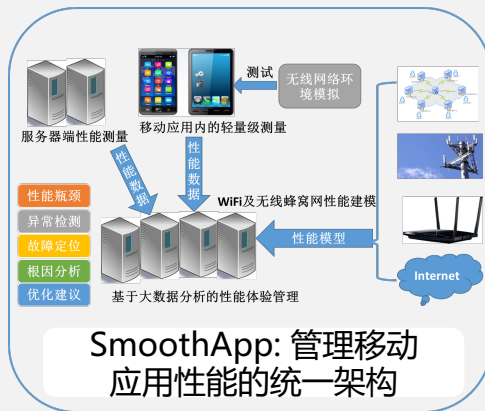 测试
无线网络环
境模拟
服务器端性能测量
移动应用内的轻量级测量
性能数据
性能数据
WiFi及无线蜂窝网性能建模
性能瓶颈
异常检测
故障定位
根因分析
优化建议
性能模型
Internet
基于大数据分析的性能体验管理
SmoothApp: 管理移动
应用性能的统一架构